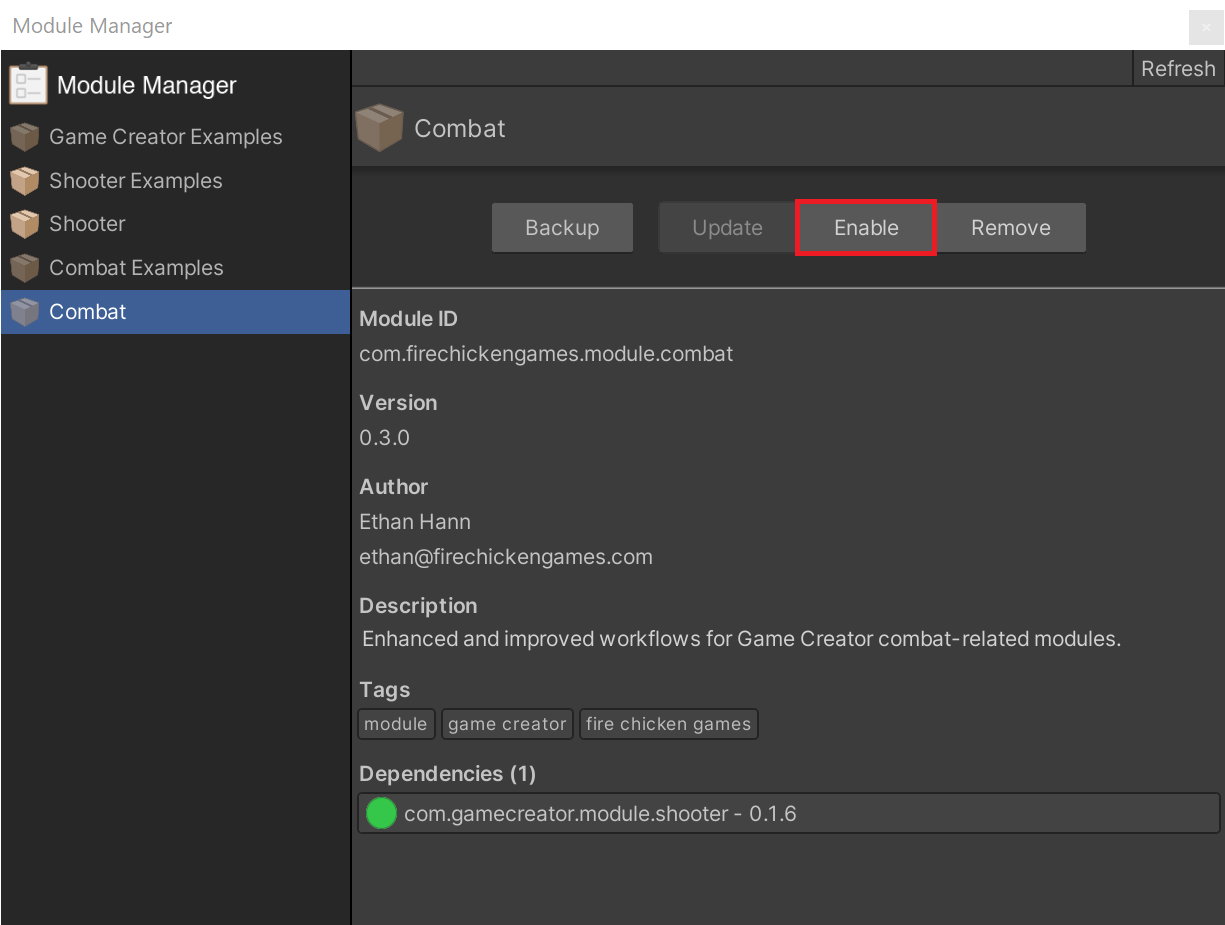 Module Manager
Module Manager
Game Creator Examples
Shooter Examples
Shooter
Combat Examples
Combat
Refresh
Combat
Backup
Update
Enable
Remove
Module ID
com.firechickengames.module.combat
Version
0.3.0
Author
Ethan Hann
ethan@firechickengames.com
Description
Enhanced and improved workflows for Game Creator combat-related modules.
Tags
module
game creator
fire chicken games
Dependencies (1)
com.gamecreator.module.shooter - 0.1.6